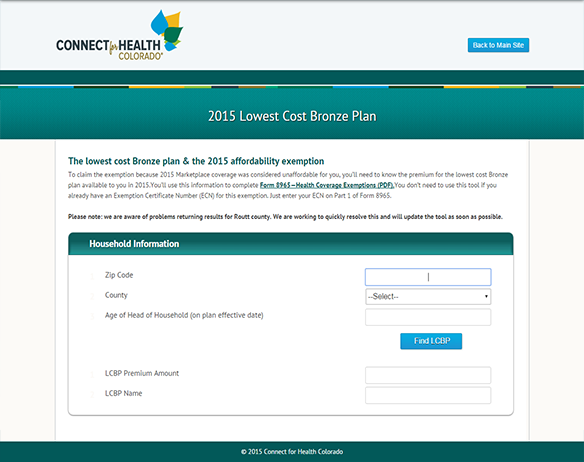 CONNECT for HEALTH
COLORADO
Back to Main Site
2015 Lowest Cost Bronze Plan
The lowest cost Bronze plan & the 2015 affordability exemption
To claim the exemption because 2015 Marketplace coverage was considered unaffordable for you, you'll need to know the premium for the lowest cost Bronze
plan available to you in 2015.You'll use this information to complete Form 8965—Health Coverage Exemptions (PDF).You don't need to use this tool if you
already have an Exemption Certificate Number (ECN) for this exemption. Just enter your ECN on Part 1 of Form 8965.
Please note: we are aware of problems returning results for Routt county. We are working to quickly resolve this and will update the tool as soon as possible.
Household Information
Zip Code
County
--Select--
Age of Head of Household (on plan effective date)
Find LCBP
LCBP Premium Amount
LCBP Name
© 2015 Connect for Health Colorado